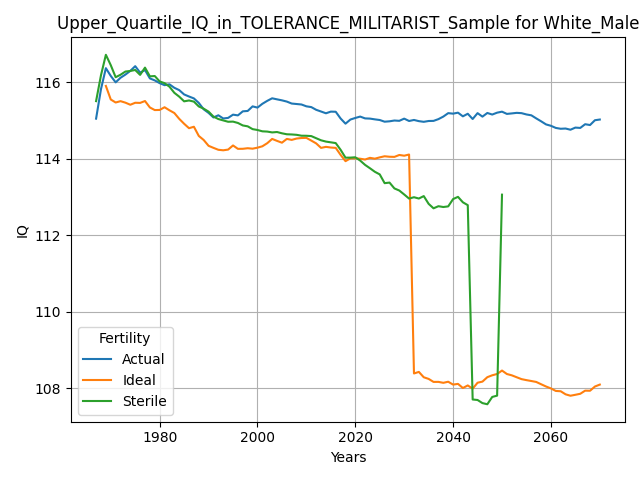 Upper_Quartile_IQ_in_TOLERANCE_MILITARIST_Sample for White_Male
IQ
116
114
112
110
108
Fertility
Actual
Ideal
Sterile
1980
2000
2020
2040
2060
Years